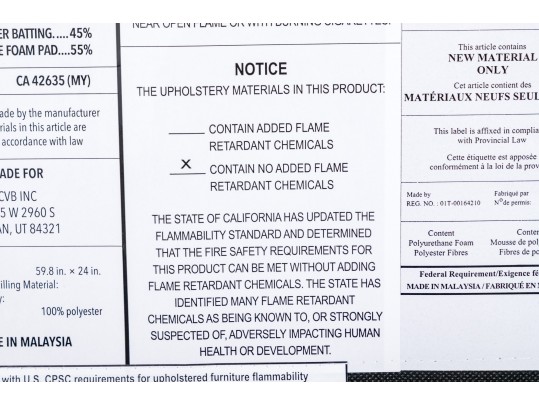 ER BATTING.....45%
E FOAM PAD....55%
CA 42635 (MY)
ade by the manufacturer
rials in this article are
accordance with law
ADE FOR
CVB INC
5 W 2960 S
AN, UT 84321
59.8 in. × 24 in.
illing Material:
y:
100% polyester
E IN MALAYSIA
NEAR OPEN FLAME OR WITH BURNING CIGARETTES.
NOTICE
THE UPHOLSTERY MATERIALS IN THIS PRODUCT:
____ CONTAIN ADDED FLAME
RETARDANT CHEMICALS
X CONTAIN NO ADDED FLAME
RETARDANT CHEMICALS
THE STATE OF CALIFORNIA HAS UPDATED THE
FLAMMABILITY STANDARD AND DETERMINED
THAT THE FIRE SAFETY REQUIREMENTS FOR
THIS PRODUCT CAN BE MET WITHOUT ADDING
FLAME RETARDANT CHEMICALS. THE STATE HAS
IDENTIFIED MANY FLAME RETARDANT
CHEMICALS AS BEING KNOWN TO, OR STRONGLY
SUSPECTED OF, ADVERSELY IMPACTING HUMAN
HEALTH OR DEVELOPMENT.
This article contains
NEW MATERIAL
ONLY
Cet article contient des
MATÉRIAUX NEUFS SEUL
This label is affixed in complia
with Provincial Law
Cette étiquette est apposée
conformément à la loi de la prov
Made by Fabriqué par
REG. NO. : 01T-00164210 Nº de permis:
Content Conten
Polyurethane Foam Mousse de pol
Polyester Fibres Fibres de po
Federal Requirement/Exigence fé
MADE IN MALAYSIA / FABRIQUÉ EN M
with U.S. CPSC requirements for upholstered furniture flammability